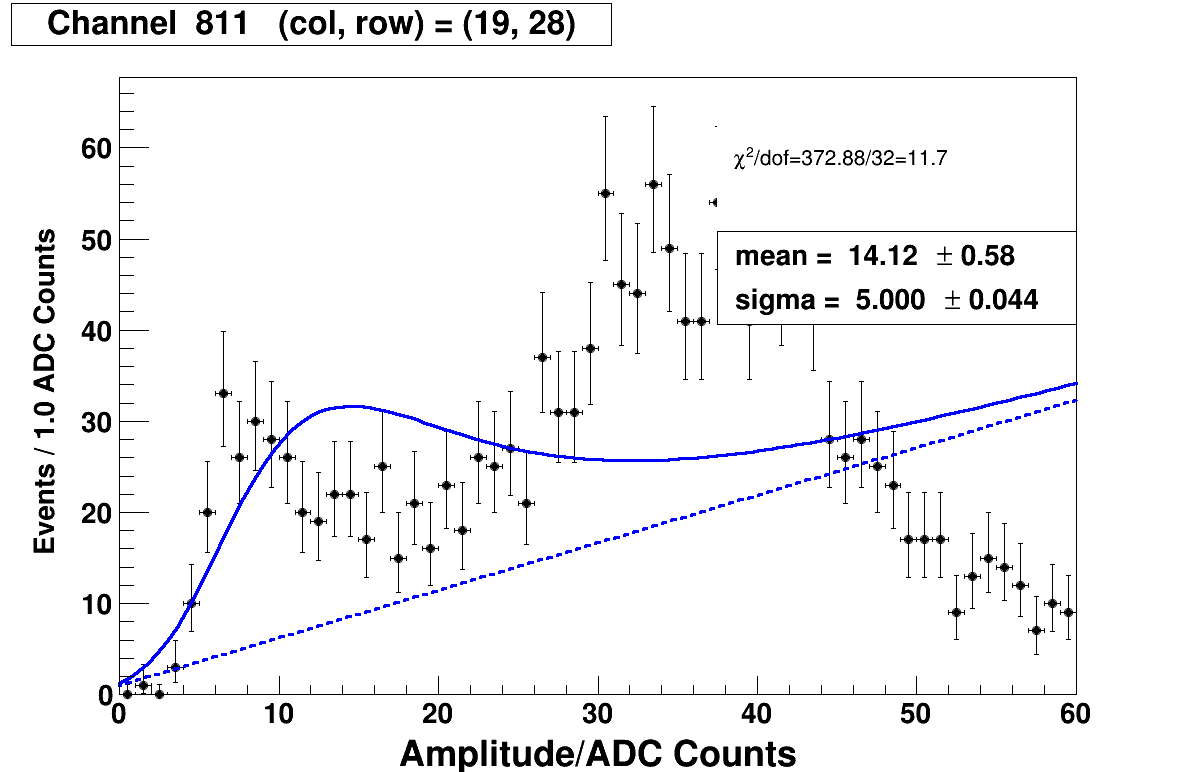 Channel 811 (col, row) = (19, 28)
χ²/dof=372.88/32=11.7
mean = 14.12 ± 0.58
sigma = 5.000 ± 0.044
Events / 1.0 ADC Counts
60
50
40
30
20
10
0
0 10 20 30 40 50 60
Amplitude/ADC Counts